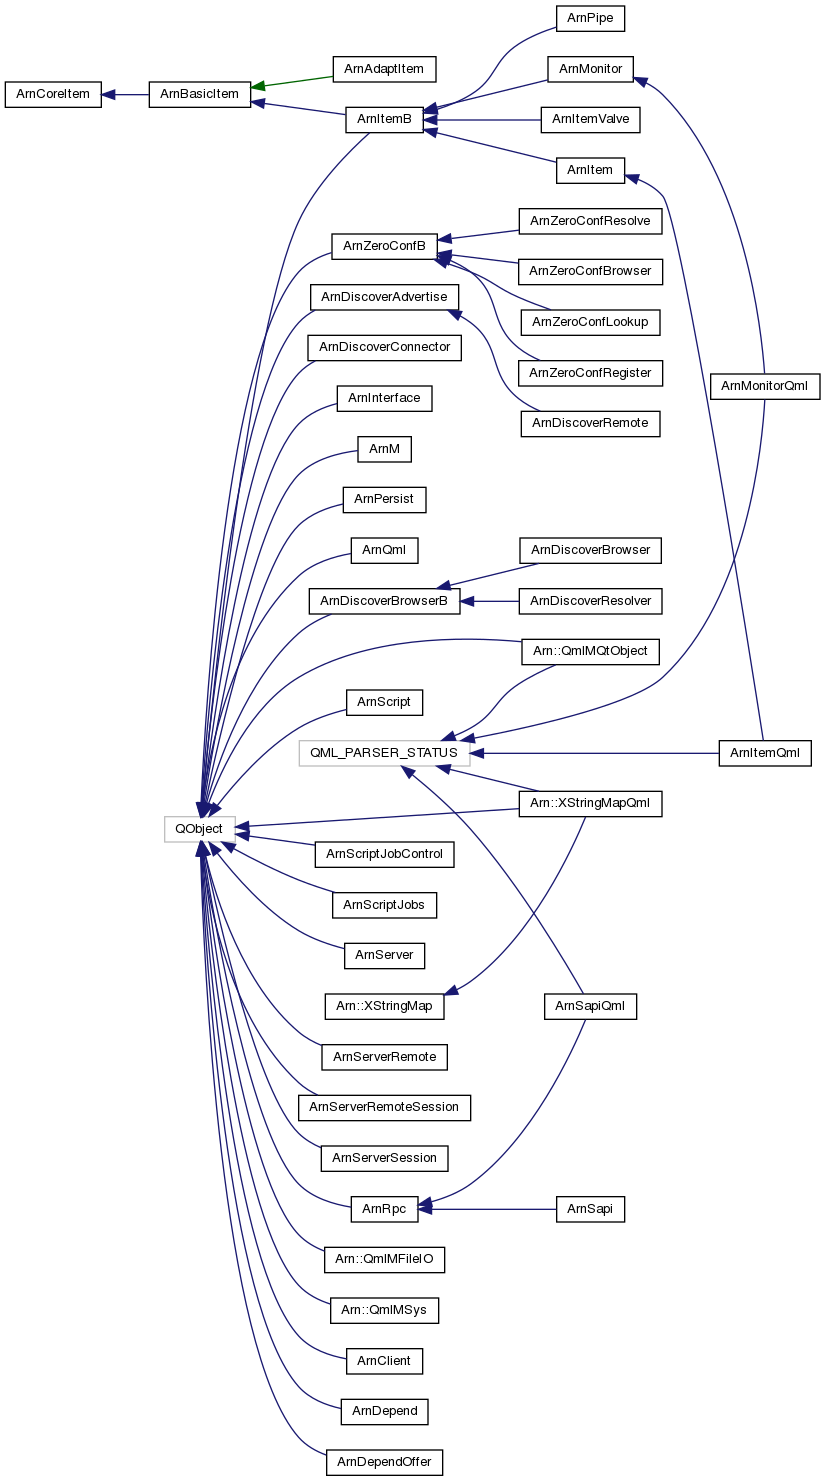 ArnPipe
ArnAdaptItem
ArnMonitor
ArnCoreItem
ArnBasicItem
ArnItemB
ArnItemValve
ArnItem
ArnZeroConfResolve
ArnZeroConfB
ArnZeroConfBrowser
ArnDiscoverAdvertise
ArnZeroConfLookup
ArnDiscoverConnector
ArnZeroConfRegister
ArnMonitorQml
ArnInterface
ArnDiscoverRemote
ArnM
ArnPersist
ArnQml
ArnDiscoverBrowser
ArnDiscoverBrowserB
ArnDiscoverResolver
Arn::QmlMQtObject
ArnScript
QML_PARSER_STATUS
ArnItemQml
Arn::XStringMapQml
QObject
ArnScriptJobControl
ArnScriptJobs
ArnServer
Arn::XStringMap
ArnSapiQml
ArnServerRemote
ArnServerRemoteSession
ArnServerSession
ArnRpc
ArnSapi
Arn::QmlMFileIO
Arn::QmlMSys
ArnClient
ArnDepend
ArnDependOffer